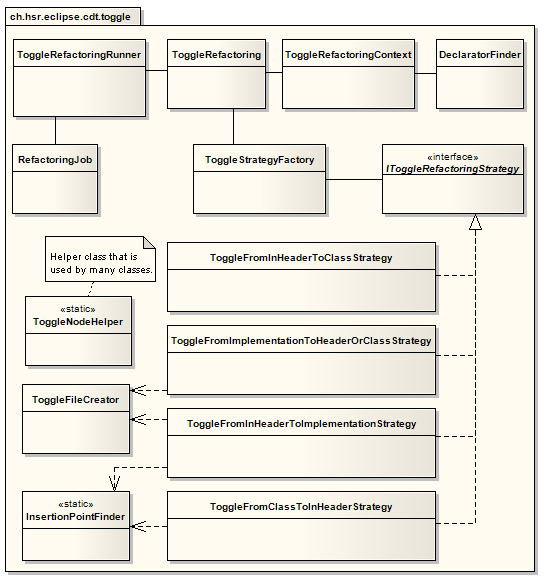 ch.hsr.eclipse.cdt.toggle
ToggleRefactoringRunner
ToggleRefactoring
ToggleRefactoringContext
DeclaratorFinder
RefactoringJob
ToggleStrategyFactory
«interface»
IToggleRefactoringStrategy
Helper class that is
used by many classes.
«static»
ToggleNodeHelper
ToggleFromInHeaderToClassStrategy
ToggleFromImplementationToHeaderOrClassStrategy
ToggleFileCreator
ToggleFromInHeaderToImplementationStrategy
«static»
InsertionPointFinder
ToggleFromClassToInHeaderStrategy